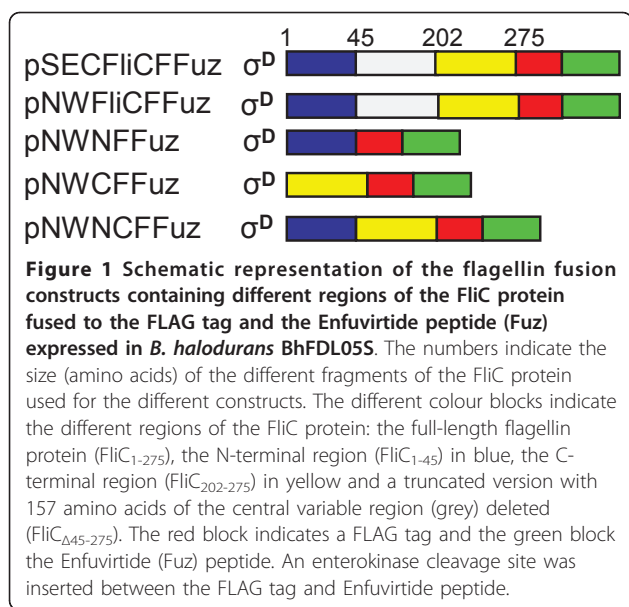 1 45 202 275
pSECFliCFFuz σD
pNWFliCFFuz σD
pNWNFFuz σD
pNWCFFuz σD
pNWNCFFuz σD
Figure 1 Schematic representation of the flagellin fusion
constructs containing different regions of the FliC protein
fused to the FLAG tag and the Enfuvirtide peptide (Fuz)
expressed in B. halodurans BhFDL05S. The numbers indicate the
size (amino acids) of the different fragments of the FliC protein
used for the different constructs. The different colour blocks indicate
the different regions of the FliC protein: the full-length flagellin
protein (FliC1-275), the N-terminal region (FliC1-45) in blue, the C-
terminal region (FliC202-275) in yellow and a truncated version with
157 amino acids of the central variable region (grey) deleted
(FliCΔ45-275). The red block indicates a FLAG tag and the green block
the Enfuvirtide (Fuz) peptide. An enterokinase cleavage site was
inserted between the FLAG tag and Enfuvirtide peptide.